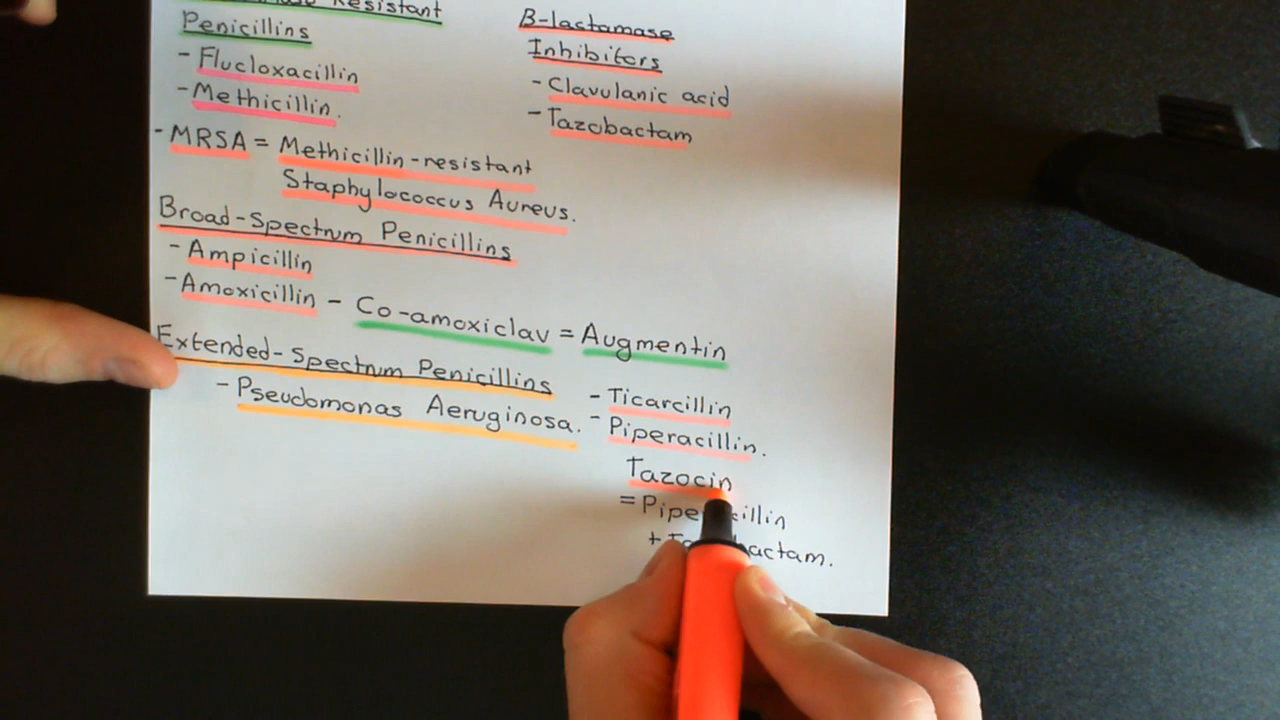 Resistant
Penicillins
- Flucloxacillin
- Methicillin.
- MRSA = Methicillin-resistant
Staphylococcus Aureus.
B-lactamase
Inhibitors
- Clavulanic acid
- Tazobactam
Broad-Spectrum Penicillins
- Ampicillin
- Amoxicillin - Co-amoxiclav = Augmentin
Extended-Spectrum Penicillins
- Pseudomonas Aeruginosa.
- Ticarcillin
- Piperacillin.
Tazocin
=
+